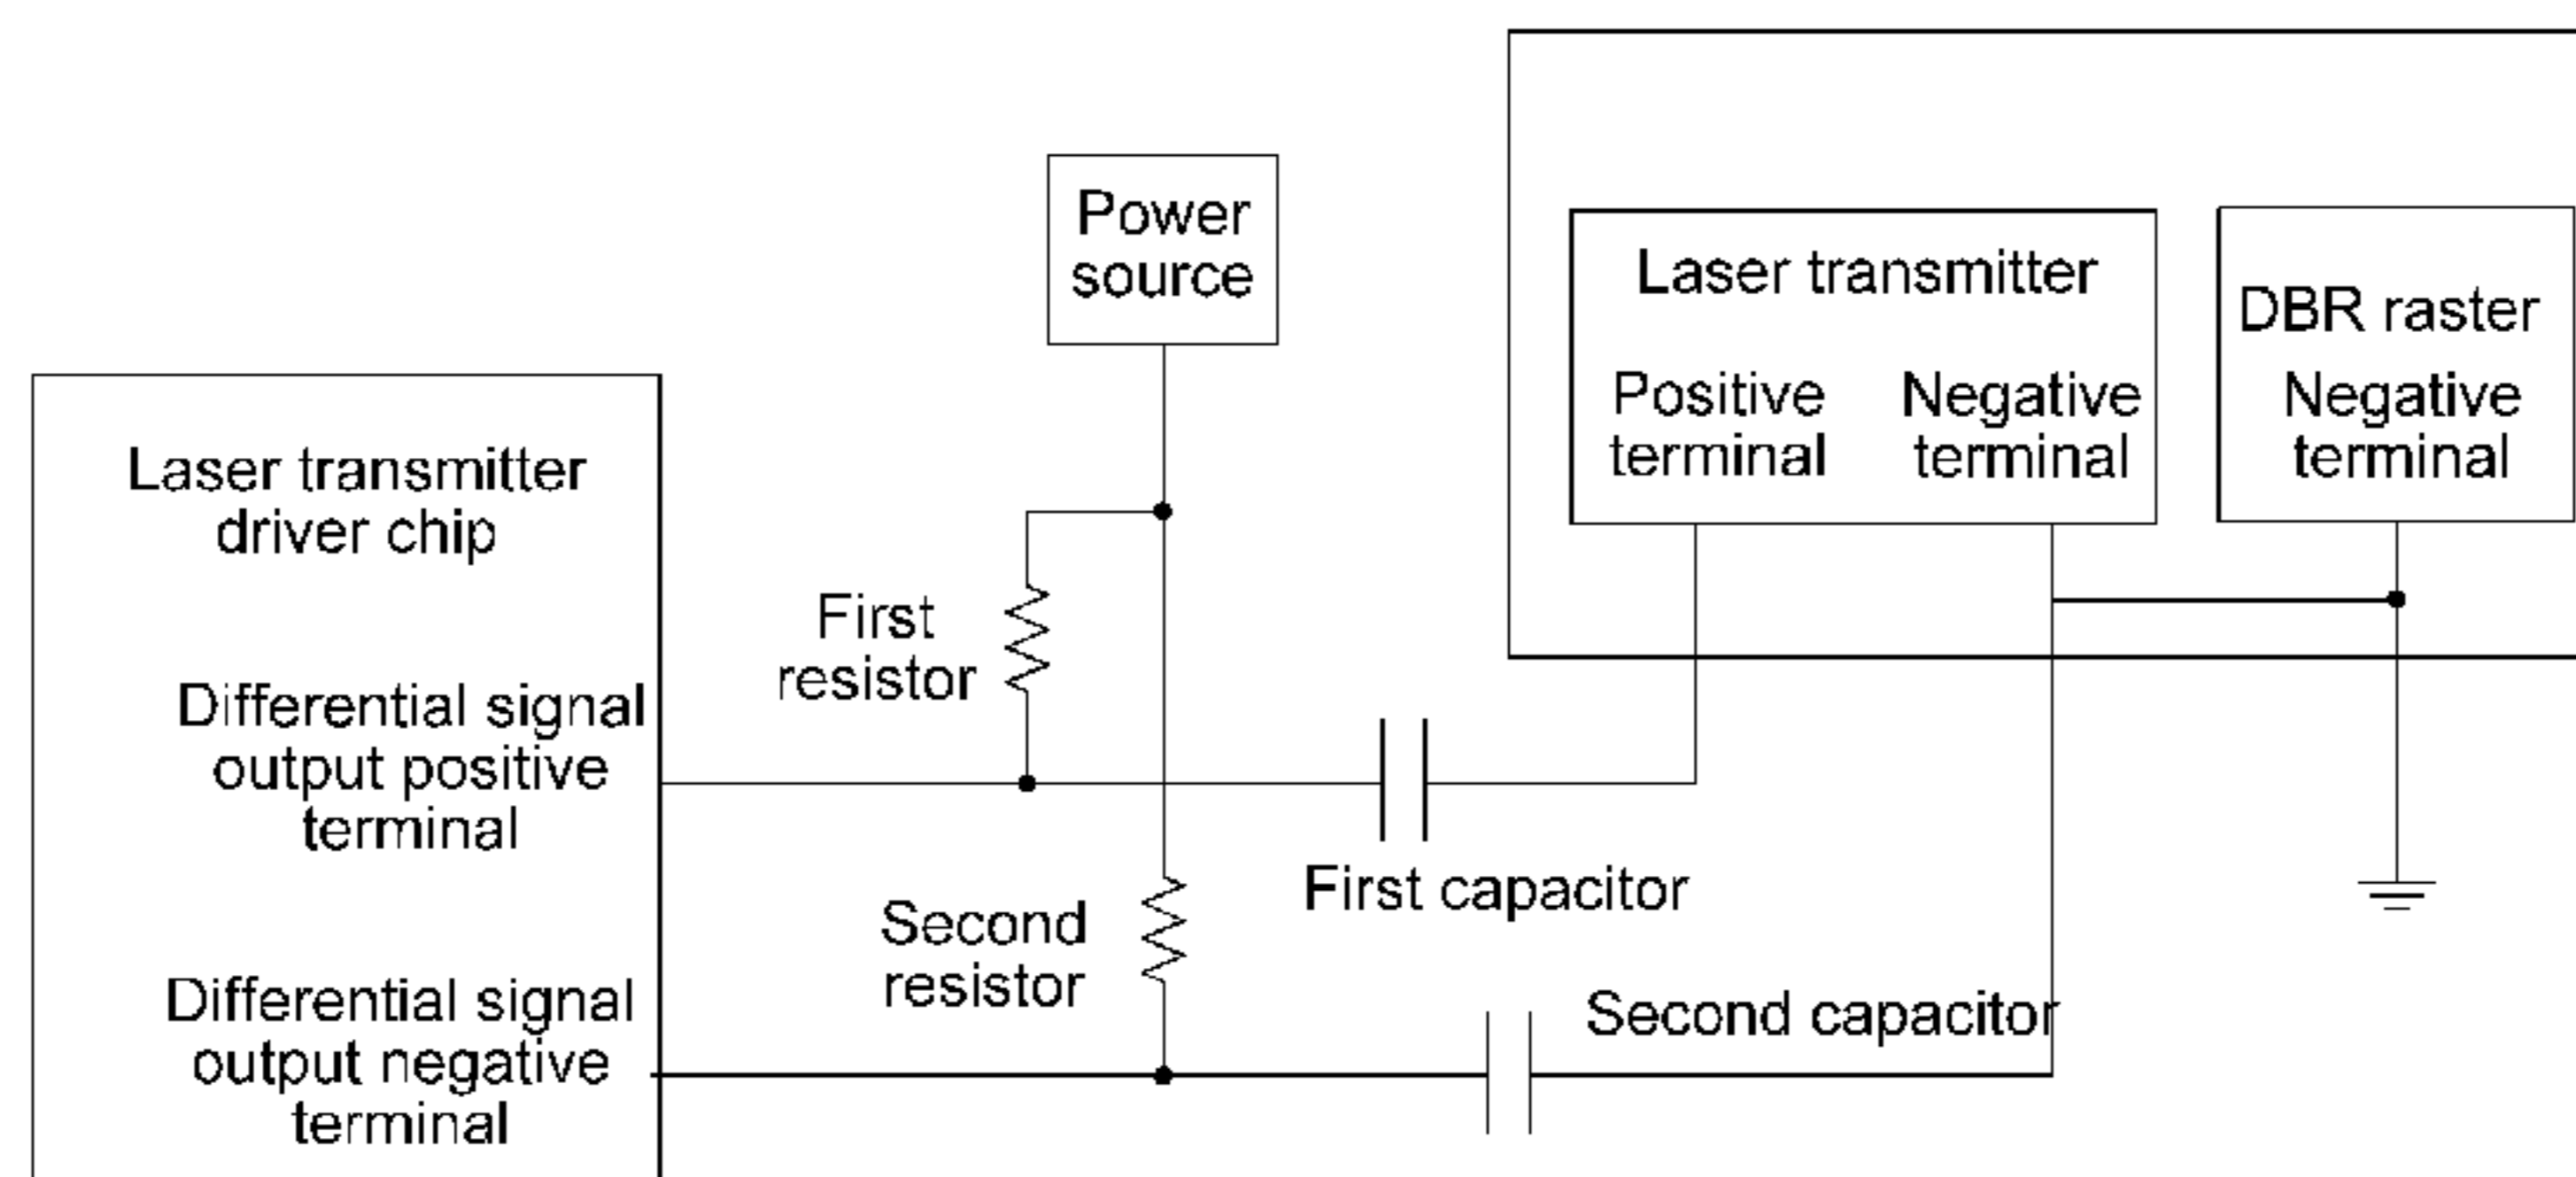 Power
source
Laser transmitter
Positive
terminal
Negative
terminal
DBR raster
Negative
terminal
Laser transmitter
driver chip
First
resistor
Differential signal
output positive
terminal
First capacitor
Second
resistor
Differential signal
output negative
terminal
Second capacitor